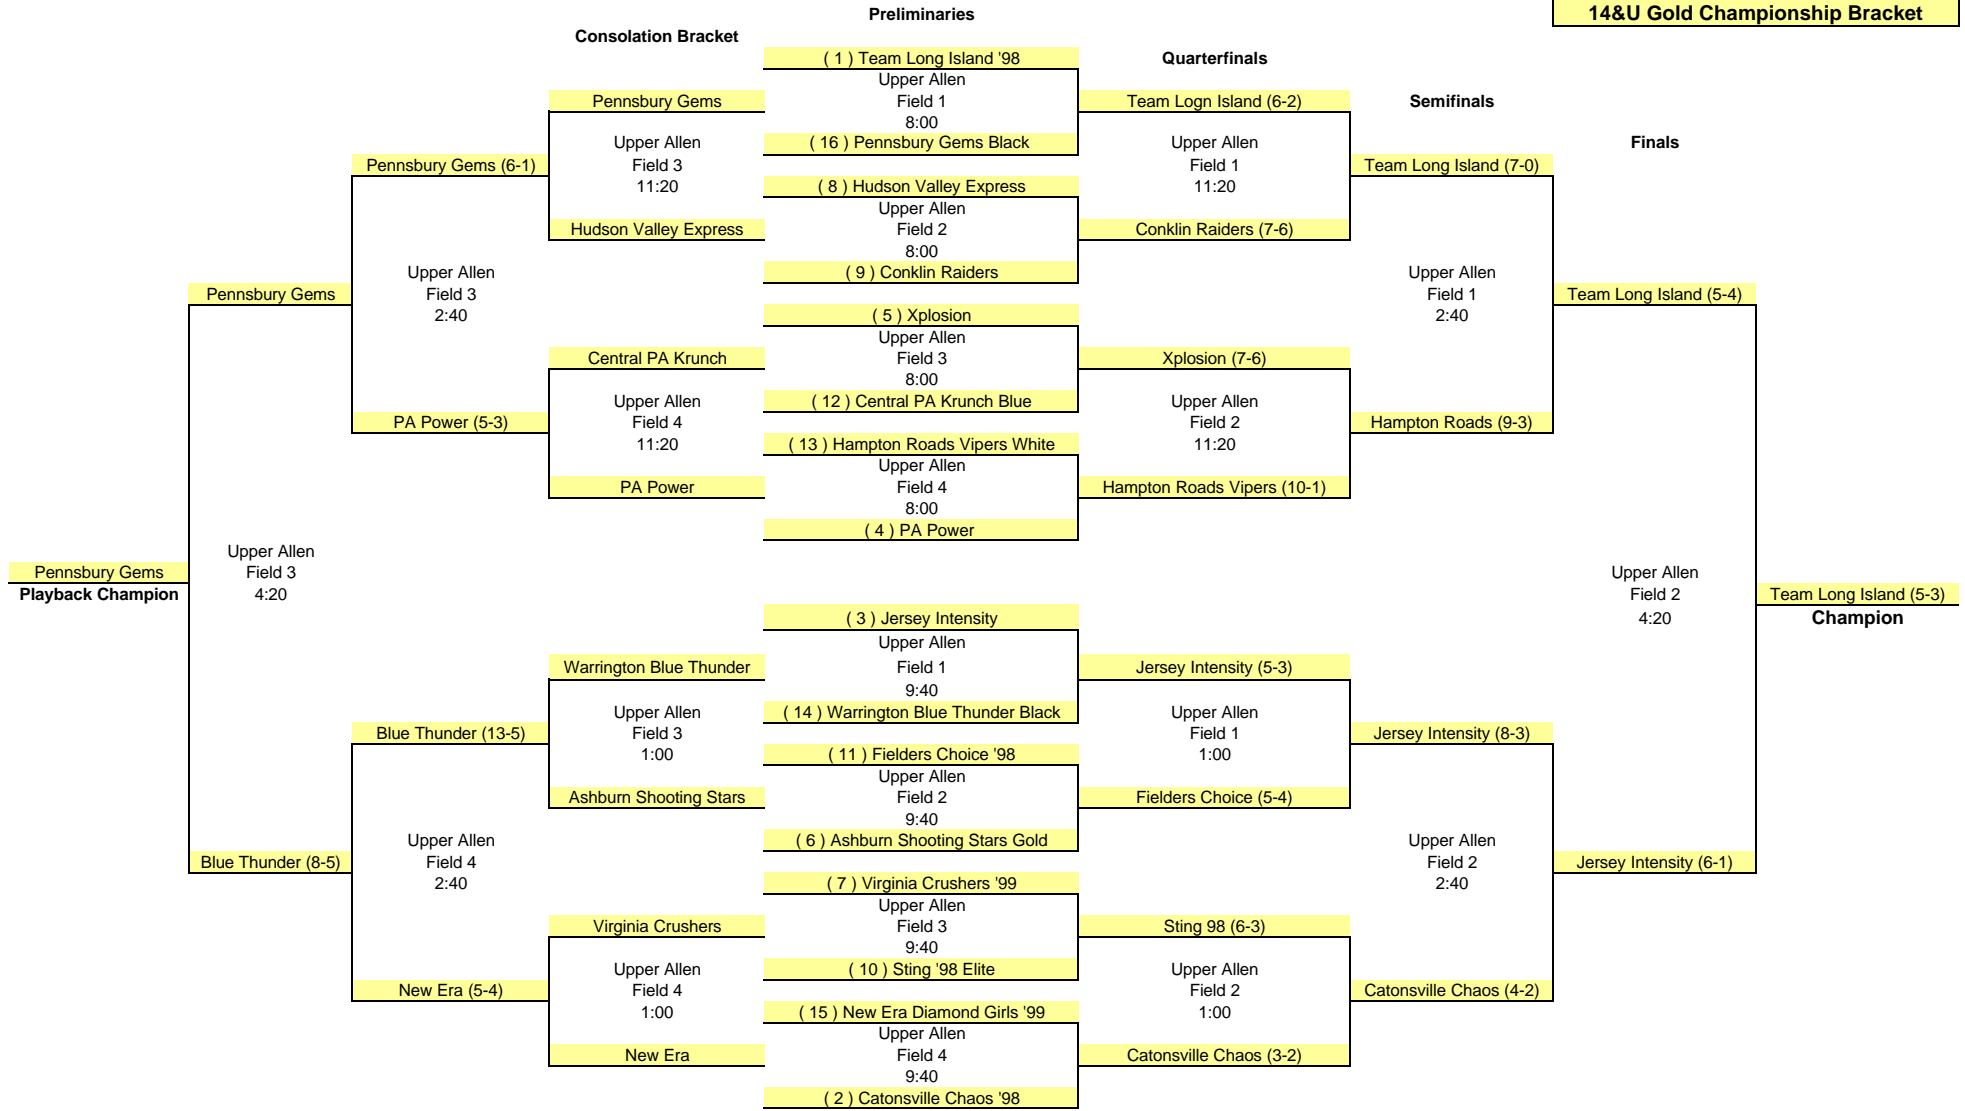 Preliminaries
14&U Gold Championship Bracket
Consolation Bracket
( 1 ) Team Long Island '98
Quarterfinals
Upper Allen
Pennsbury Gems
Field 1
Team Logn Island (6-2)
Semifinals
8:00
Upper Allen
( 16 ) Pennsbury Gems Black
Upper Allen
Finals
Pennsbury Gems (6-1)
Field 3
Field 1
Team Long Island (7-0)
11:20
( 8 ) Hudson Valley Express
11:20
Upper Allen
Hudson Valley Express
Field 2
Conklin Raiders (7-6)
8:00
Upper Allen
( 9 ) Conklin Raiders
Upper Allen
Pennsbury Gems
Field 3
Field 1
Team Long Island (5-4)
2:40
( 5 ) Xplosion
2:40
Upper Allen
Central PA Krunch
Field 3
Xplosion (7-6)
8:00
Upper Allen
( 12 ) Central PA Krunch Blue
Upper Allen
PA Power (5-3)
Field 4
Field 2
Hampton Roads (9-3)
11:20
( 13 ) Hampton Roads Vipers White
11:20
Upper Allen
PA Power
Field 4
Hampton Roads Vipers (10-1)
8:00
( 4 ) PA Power
Upper Allen
Pennsbury Gems
Field 3
Upper Allen
Playback Champion
4:20
Field 2
Team Long Island (5-3)
( 3 ) Jersey Intensity
4:20
Champion
Upper Allen
Warrington Blue Thunder
Field 1
Jersey Intensity (5-3)
9:40
Upper Allen
( 14 ) Warrington Blue Thunder Black
Upper Allen
Blue Thunder (13-5)
Field 3
Field 1
Jersey Intensity (8-3)
1:00
( 11 ) Fielders Choice '98
1:00
Upper Allen
Ashburn Shooting Stars
Field 2
Fielders Choice (5-4)
9:40
Upper Allen
( 6 ) Ashburn Shooting Stars Gold
Upper Allen
Blue Thunder (8-5)
Field 4
Field 2
Jersey Intensity (6-1)
2:40
( 7 ) Virginia Crushers '99
2:40
Upper Allen
Virginia Crushers
Field 3
Sting 98 (6-3)
9:40
Upper Allen
( 10 ) Sting '98 Elite
Upper Allen
New Era (5-4)
Field 4
Field 2
Catonsville Chaos (4-2)
1:00
( 15 ) New Era Diamond Girls '99
1:00
Upper Allen
New Era
Field 4
Catonsville Chaos (3-2)
9:40
( 2 ) Catonsville Chaos '98